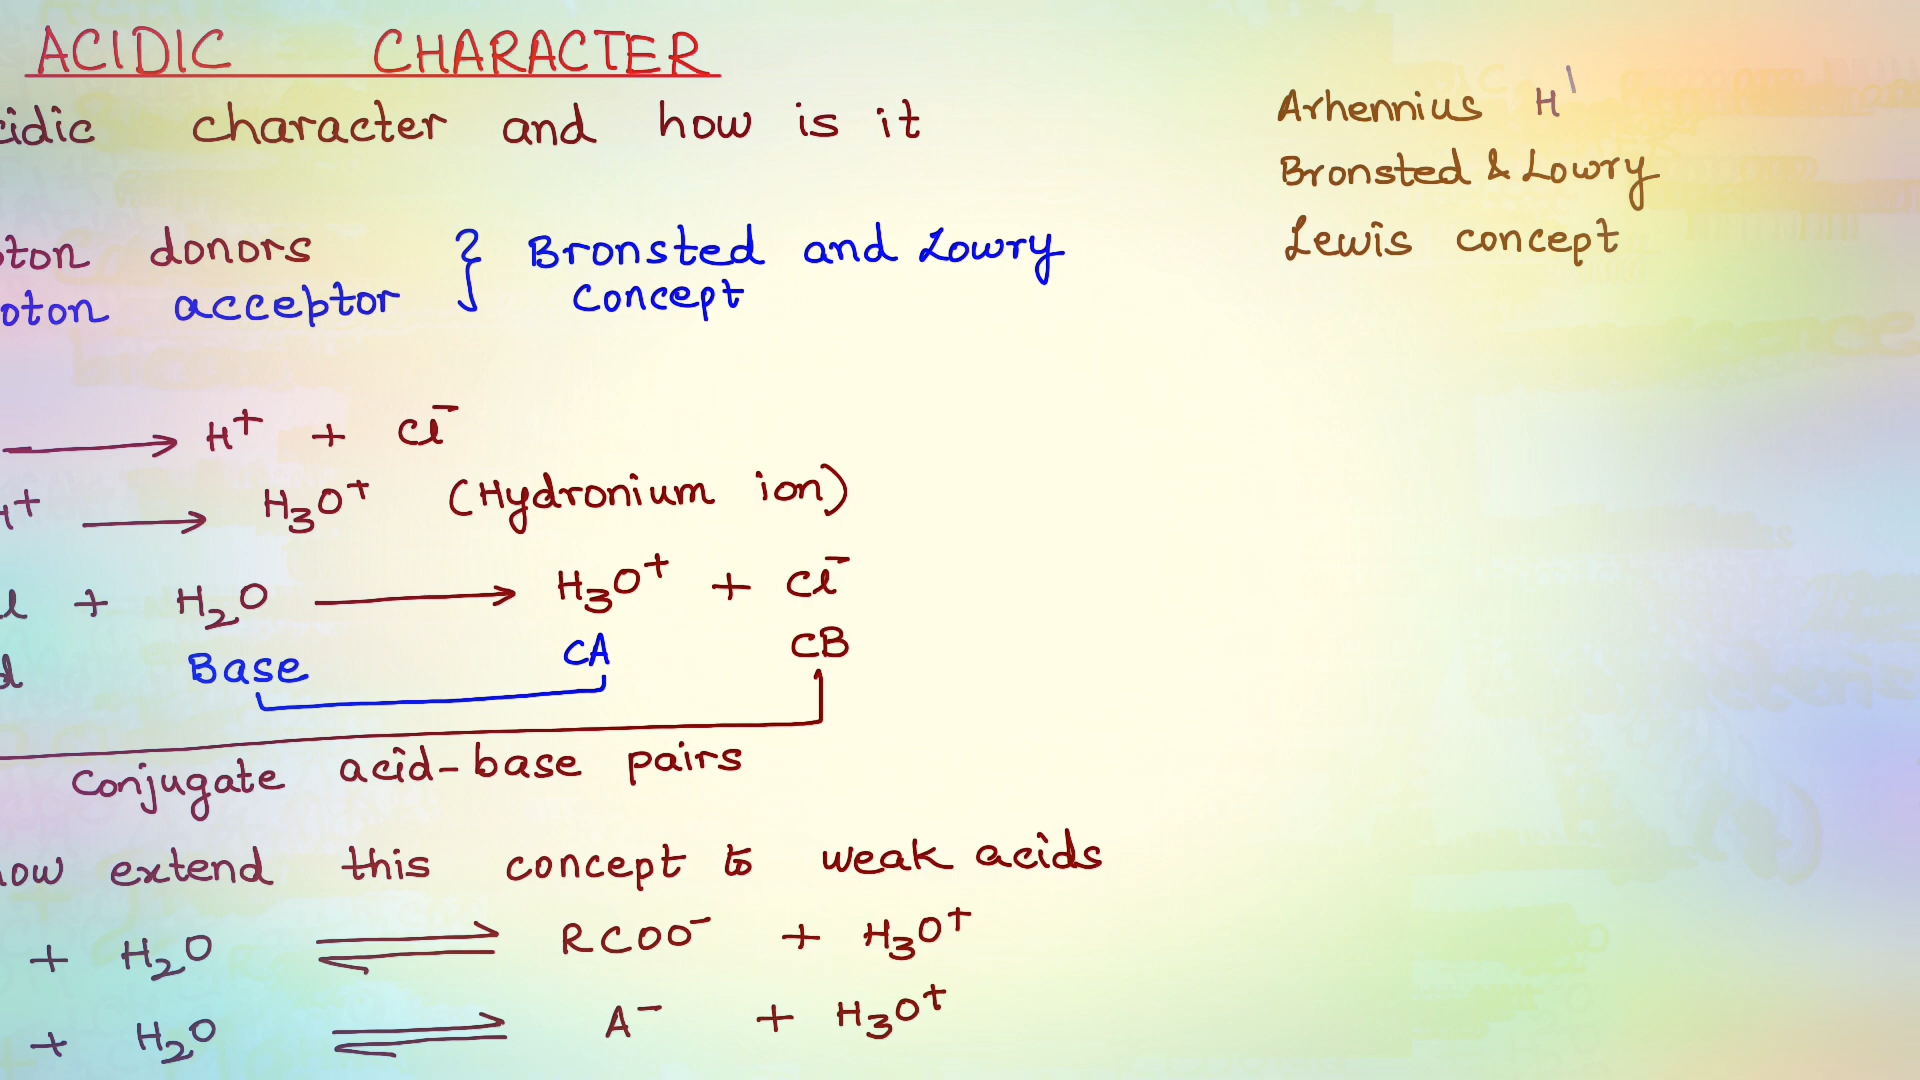 ACIDIC CHARACTER
cidic character and how is it
ton donors } Bronsted and Lowry
oton acceptor concept
⟶ H⁺ + Cl⁻
H⁺ ⟶ H₃O⁺ (Hydronium ion)
l + H₂O ⟶ H₃O⁺ + Cl⁻
d Base CA CB
Conjugate acid-base pairs
now extend this concept to weak acids
+ H₂O ⇌ RCOO⁻ + H₃O⁺
+ H₂O ⇌ A⁻ + H₃O⁺
Arhennius H
Bronsted & Lowry
Lewis concept